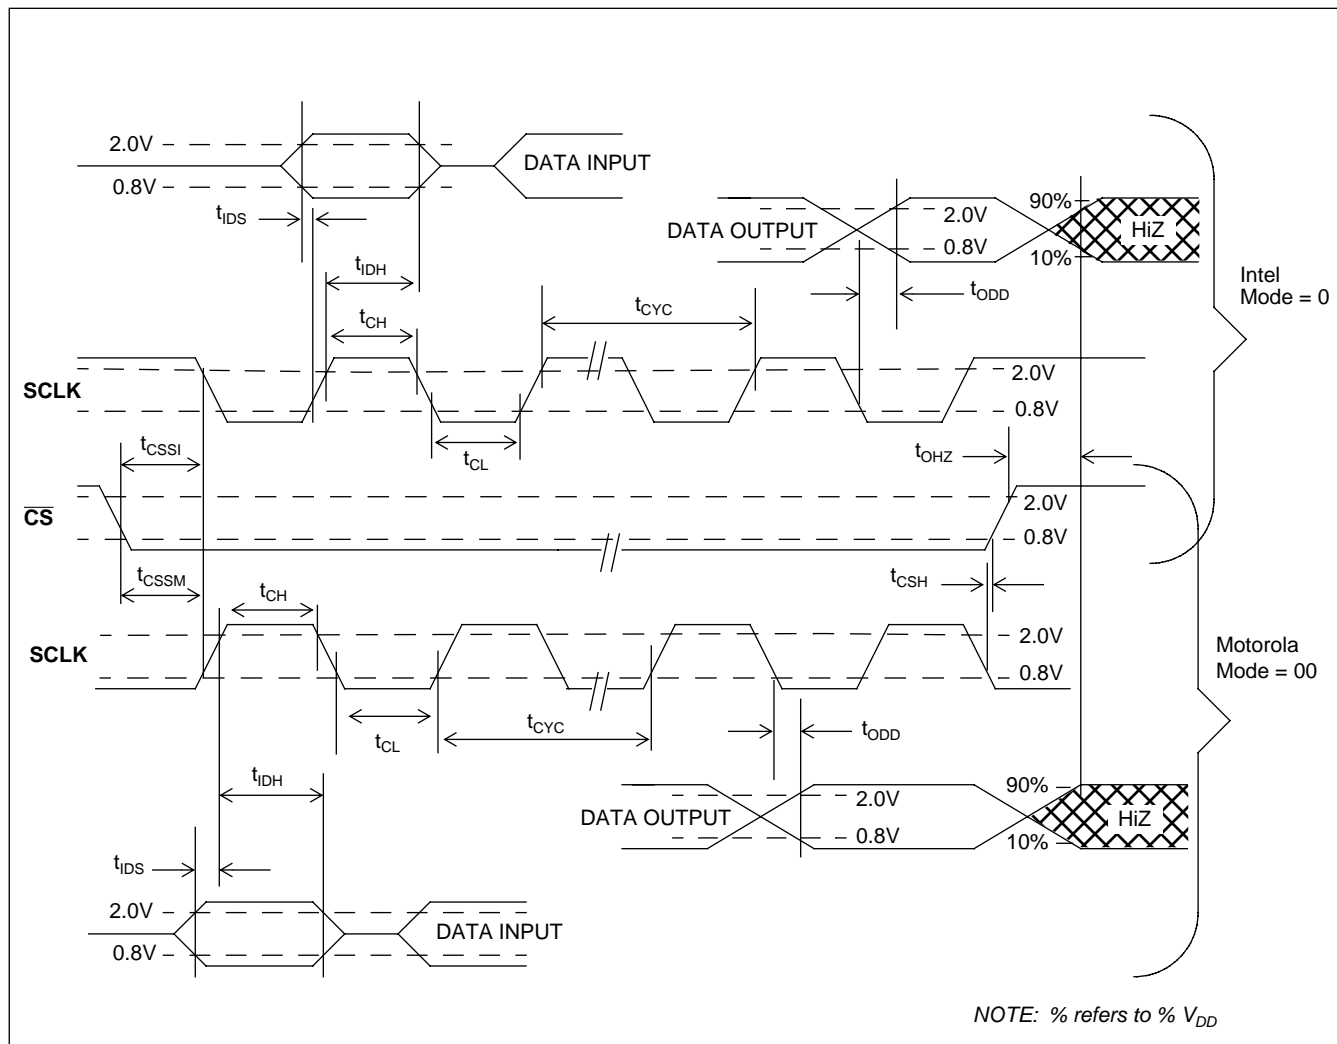 2.0V
DATA INPUT
0.8V
90%
2.0V
tIDS
DATA OUTPUT
HiZ
0.8V
10%
tIDH
tODD
Intel
Mode = 0
tCYC
tCH
2.0V
SCLK
0.8V
tCSSI
tCL
tOHZ
2.0V
CS
0.8V
tCSSM
tCH
tCSH
2.0V
SCLK
0.8V
Motorola
Mode = 00
tCYC
tODD
tCL
tIDH
90%
2.0V
DATA OUTPUT
HiZ
0.8V
10%
tIDS
2.0V
DATA INPUT
0.8V
NOTE: % refers to % VDD